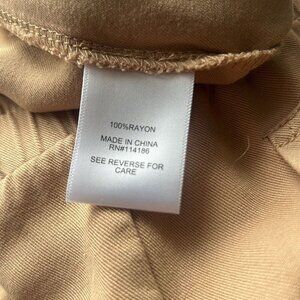 100%RAYON
MADE IN CHINA
RN#114186
SEE REVERSE FOR
CARE